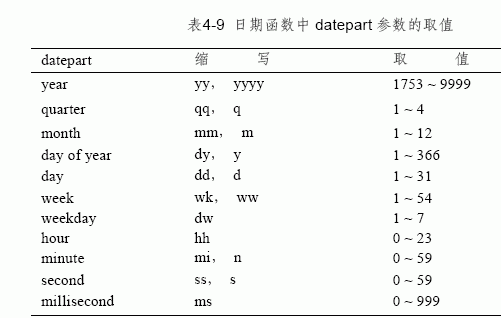 表4-9 日期函数中 datepart 参数的取值
datepart 缩 写 取 值
year yy， yyyy 1753 ~ 9999
quarter qq， q 1 ~ 4
month mm， m 1 ~ 12
day of year dy， y 1 ~ 366
day dd， d 1 ~ 31
week wk， ww 1 ~ 54
weekday dw 1 ~ 7
hour hh 0 ~ 23
minute mi， n 0 ~ 59
second ss， s 0 ~ 59
millisecond ms 0 ~ 999